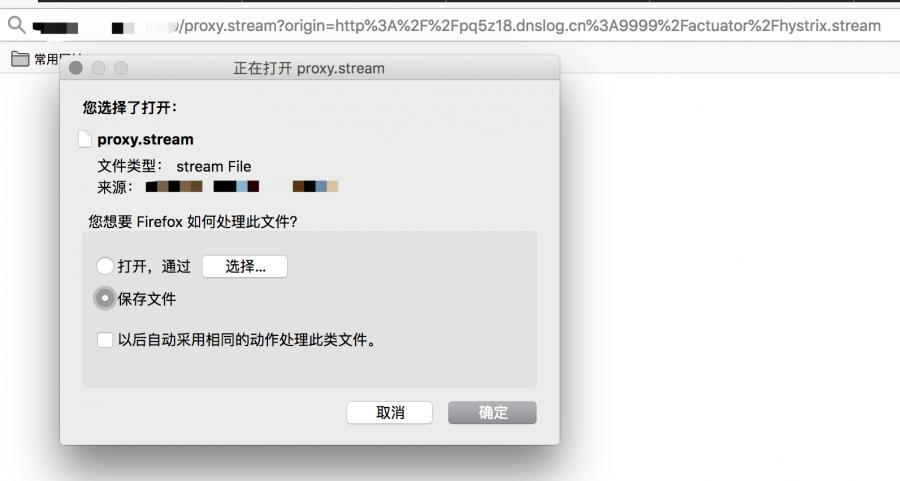 /proxy.stream?origin=http%3A%2F%2Fpq5z18.dnslog.cn%3A9999%2Factuator%2Fhystrix.stream
常用
正在打开 proxy.stream
您选择了打开：
proxy.stream
文件类型： stream File
来源：
您想要 Firefox 如何处理此文件？
打开，通过 选择...
保存文件
以后自动采用相同的动作处理此类文件。
取消 确定